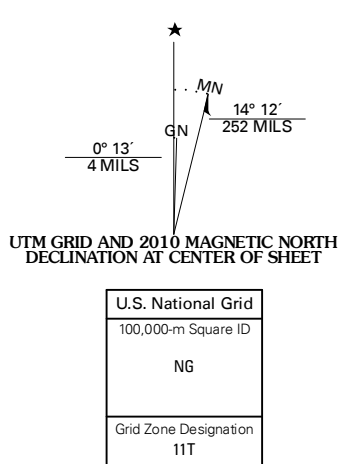 MN
GN
14° 12´
252 MILS
0° 13´
4 MILS
UTM GRID AND 2010 MAGNETIC NORTH
DECLINATION AT CENTER OF SHEET
U.S. National Grid
100,000-m Square ID
NG
Grid Zone Designation
11T